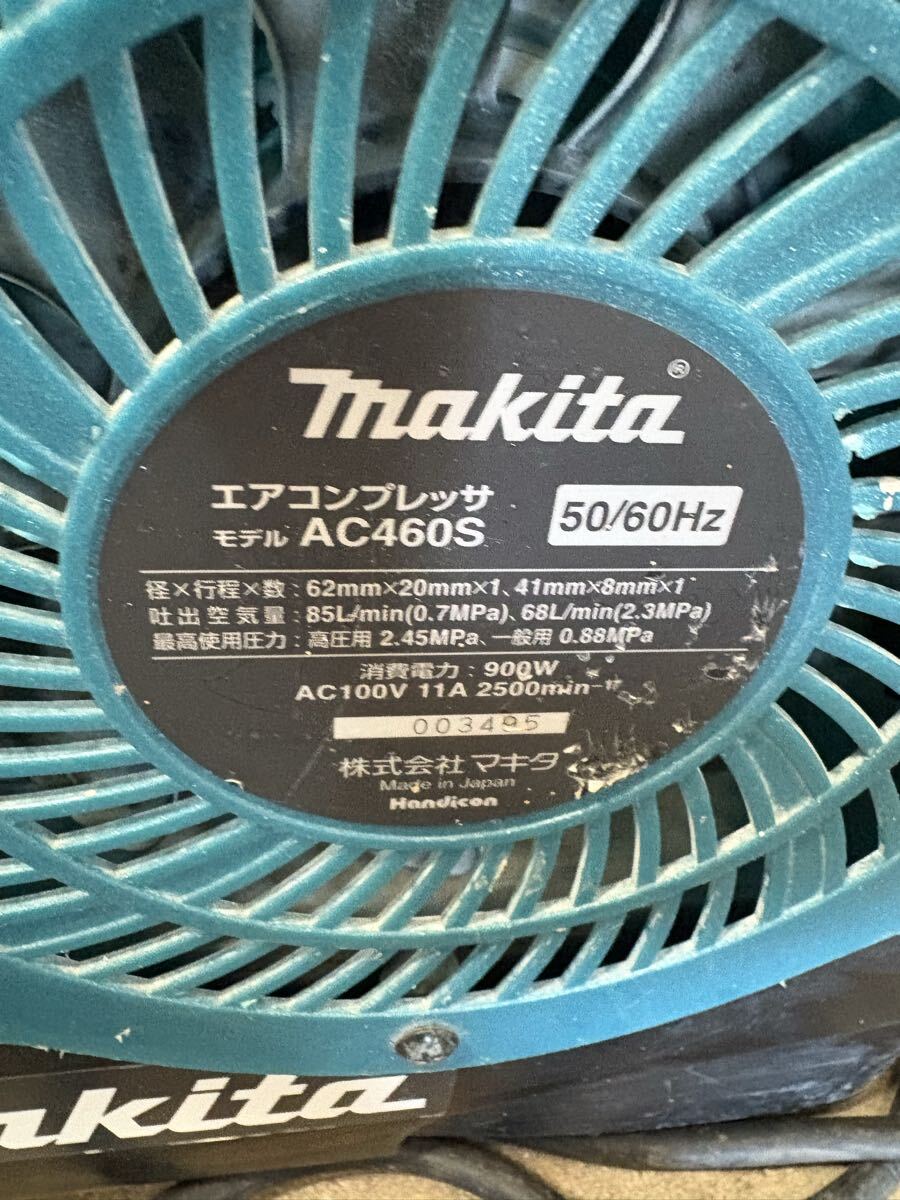 makita®
エアコンプレッサ
モデル AC460S
50/60Hz
径×行程×数 : 62mm×20mm×1、41mm×8mm×1
吐出空気量 : 85L/min(0.7MPa)、68L/min(2.3MPa)
最高使用圧力 : 高圧用 2.45MPa、一般用 0.88MPa
消費電力 : 900W
AC100V 11A 2500min⁻¹
003495
株式会社 マキタ
Made in Japan
Handicon
akita